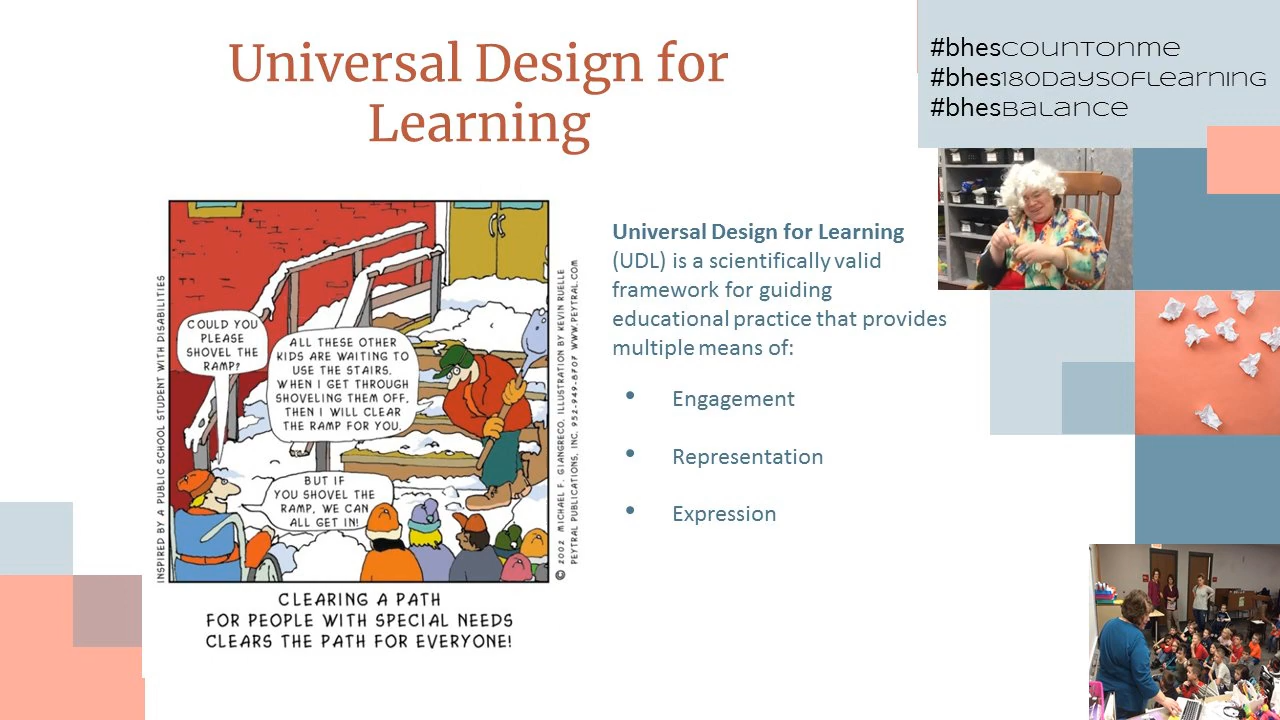 Universal Design for
Learning
#bhescountonme
#bhes180daysoflearning
#bhesBalance
COULD YOU
PLEASE
SHOVEL THE
RAMP?
ALL THESE OTHER
KIDS ARE WAITING TO
USE THE STAIRS.
WHEN I GET THROUGH
SHOVELING THEM OFF,
THEN I WILL CLEAR
THE RAMP FOR YOU.
BUT IF
YOU SHOVEL THE
RAMP, WE CAN
ALL GET IN!
INSPIRED BY A PUBLIC SCHOOL STUDENT WITH DISABILITIES
© 2002 MICHAEL F. GIANGRECO, ILLUSTRATION BY KEVIN RUELLE
PEYTRAL PUBLICATIONS, INC. 952-949-8707 WWW.PEYTRAL.COM
CLEARING A PATH
FOR PEOPLE WITH SPECIAL NEEDS
CLEARS THE PATH FOR EVERYONE!
Universal Design for Learning
(UDL) is a scientifically valid
framework for guiding
educational practice that provides
multiple means of:
• Engagement
• Representation
• Expression